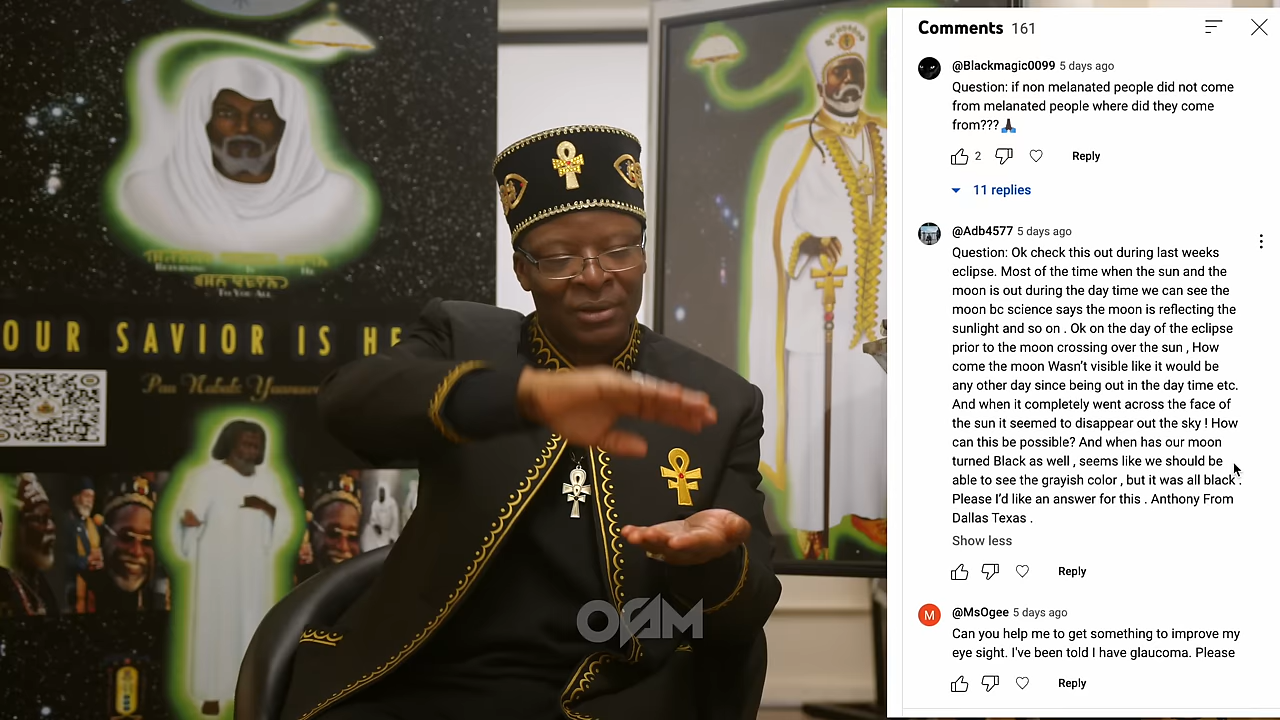 OUR SAVIOR IS HE
To You All
OSAM
Comments 161
@Blackmagic0099 5 days ago
Question: if non melanated people did not come
from melanated people where did they come
from???🙏🏿
2
Reply
11 replies
@Adb4577 5 days ago
Question: Ok check this out during last weeks
eclipse. Most of the time when the sun and the
moon is out during the day time we can see the
moon bc science says the moon is reflecting the
sunlight and so on . Ok on the day of the eclipse
prior to the moon crossing over the sun , How
come the moon Wasn't visible like it would be
any other day since being out in the day time etc.
And when it completely went across the face of
the sun it seemed to disappear out the sky ! How
can this be possible? And when has our moon
turned Black as well , seems like we should be
able to see the grayish color , but it was all black .
Please I'd like an answer for this . Anthony From
Dallas Texas .
Show less
Reply
M
@MsOgee 5 days ago
Can you help me to get something to improve my
eye sight. I've been told I have glaucoma. Please
Reply